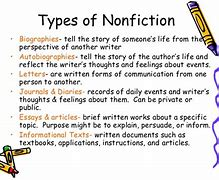 Types of Nonfiction
• Biographies- tell the story of someone's life from the
perspective of another writer
• Autobiographies- tell the story of the author's life and
reflect the writer's thoughts and feelings about events.
• Letters- are written forms of communication from one
person to another.
• Journals & Diaries- records of daily events and writer's
thoughts & feelings about them. Can be private or
public.
• Essays & articles- brief written works about a specific
topic. Purpose might be to explain, persuade, or inform.
• Informational Texts- written documents such as
textbooks, applications, instructions, and articles.